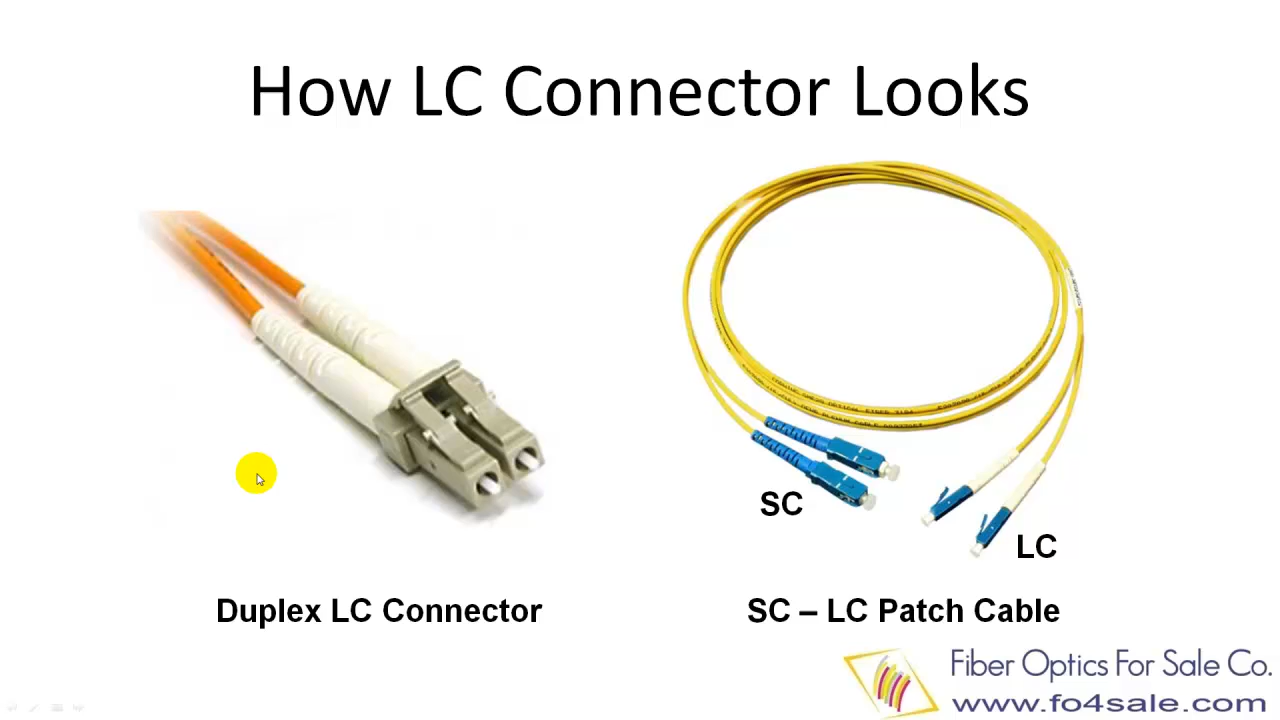 How LC Connector Looks
SC
LC
Duplex LC Connector
SC – LC Patch Cable
Fiber Optics For Sale Co.
www.fo4sale.com